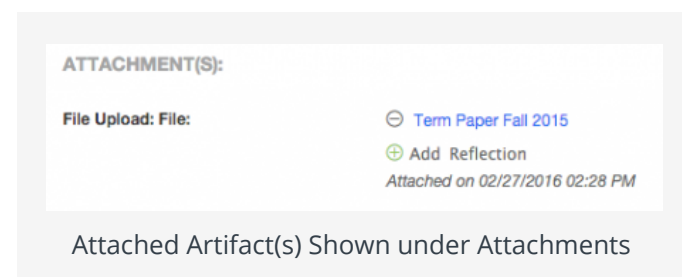 ATTACHMENT(S):
File Upload: File:
Term Paper Fall 2015
Add Reflection
Attached on 02/27/2016 02:28 PM
Attached Artifact(s) Shown under Attachments